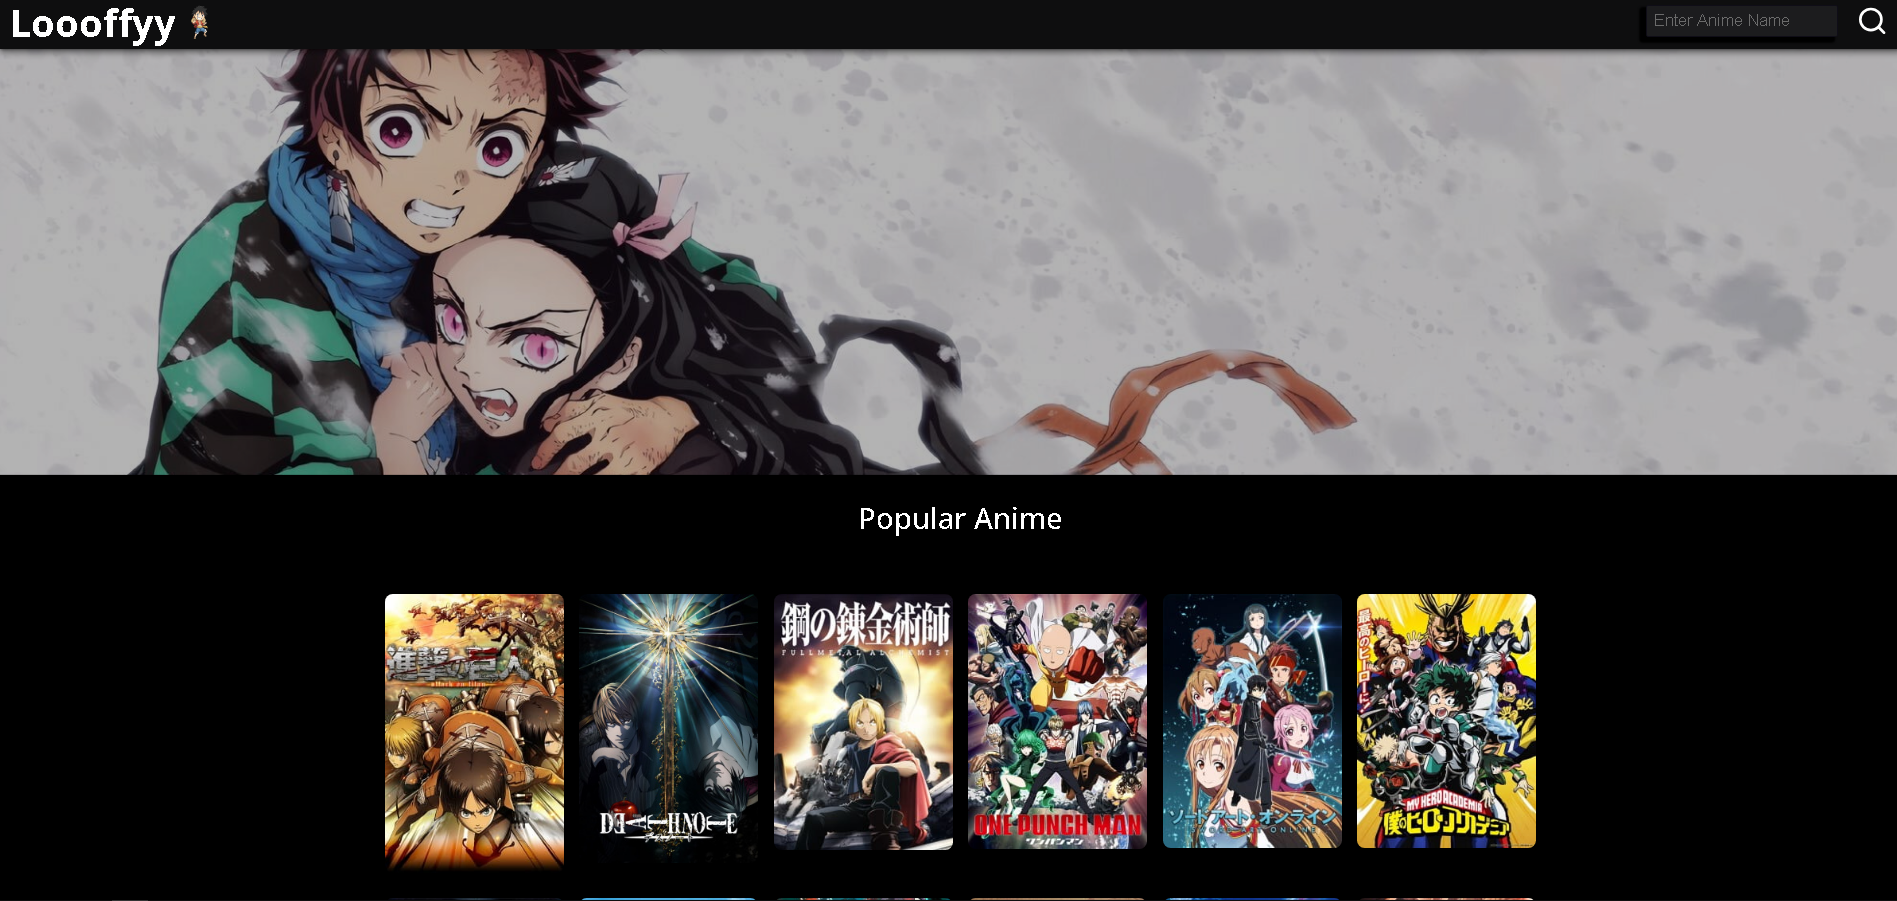 Loooffyy
Enter Anime Name
Popular Anime
進撃の巨人
attack on titan
DEATHNOTE
鋼の錬金術師
FULLMETAL ALCHEMIST
ONE PUNCH MAN
ワンパンマン
ソードアート・オンライン
SWORD ART ONLINE
最高のヒーローに
MY HERO ACADEMIA
僕のヒーローアカデミア